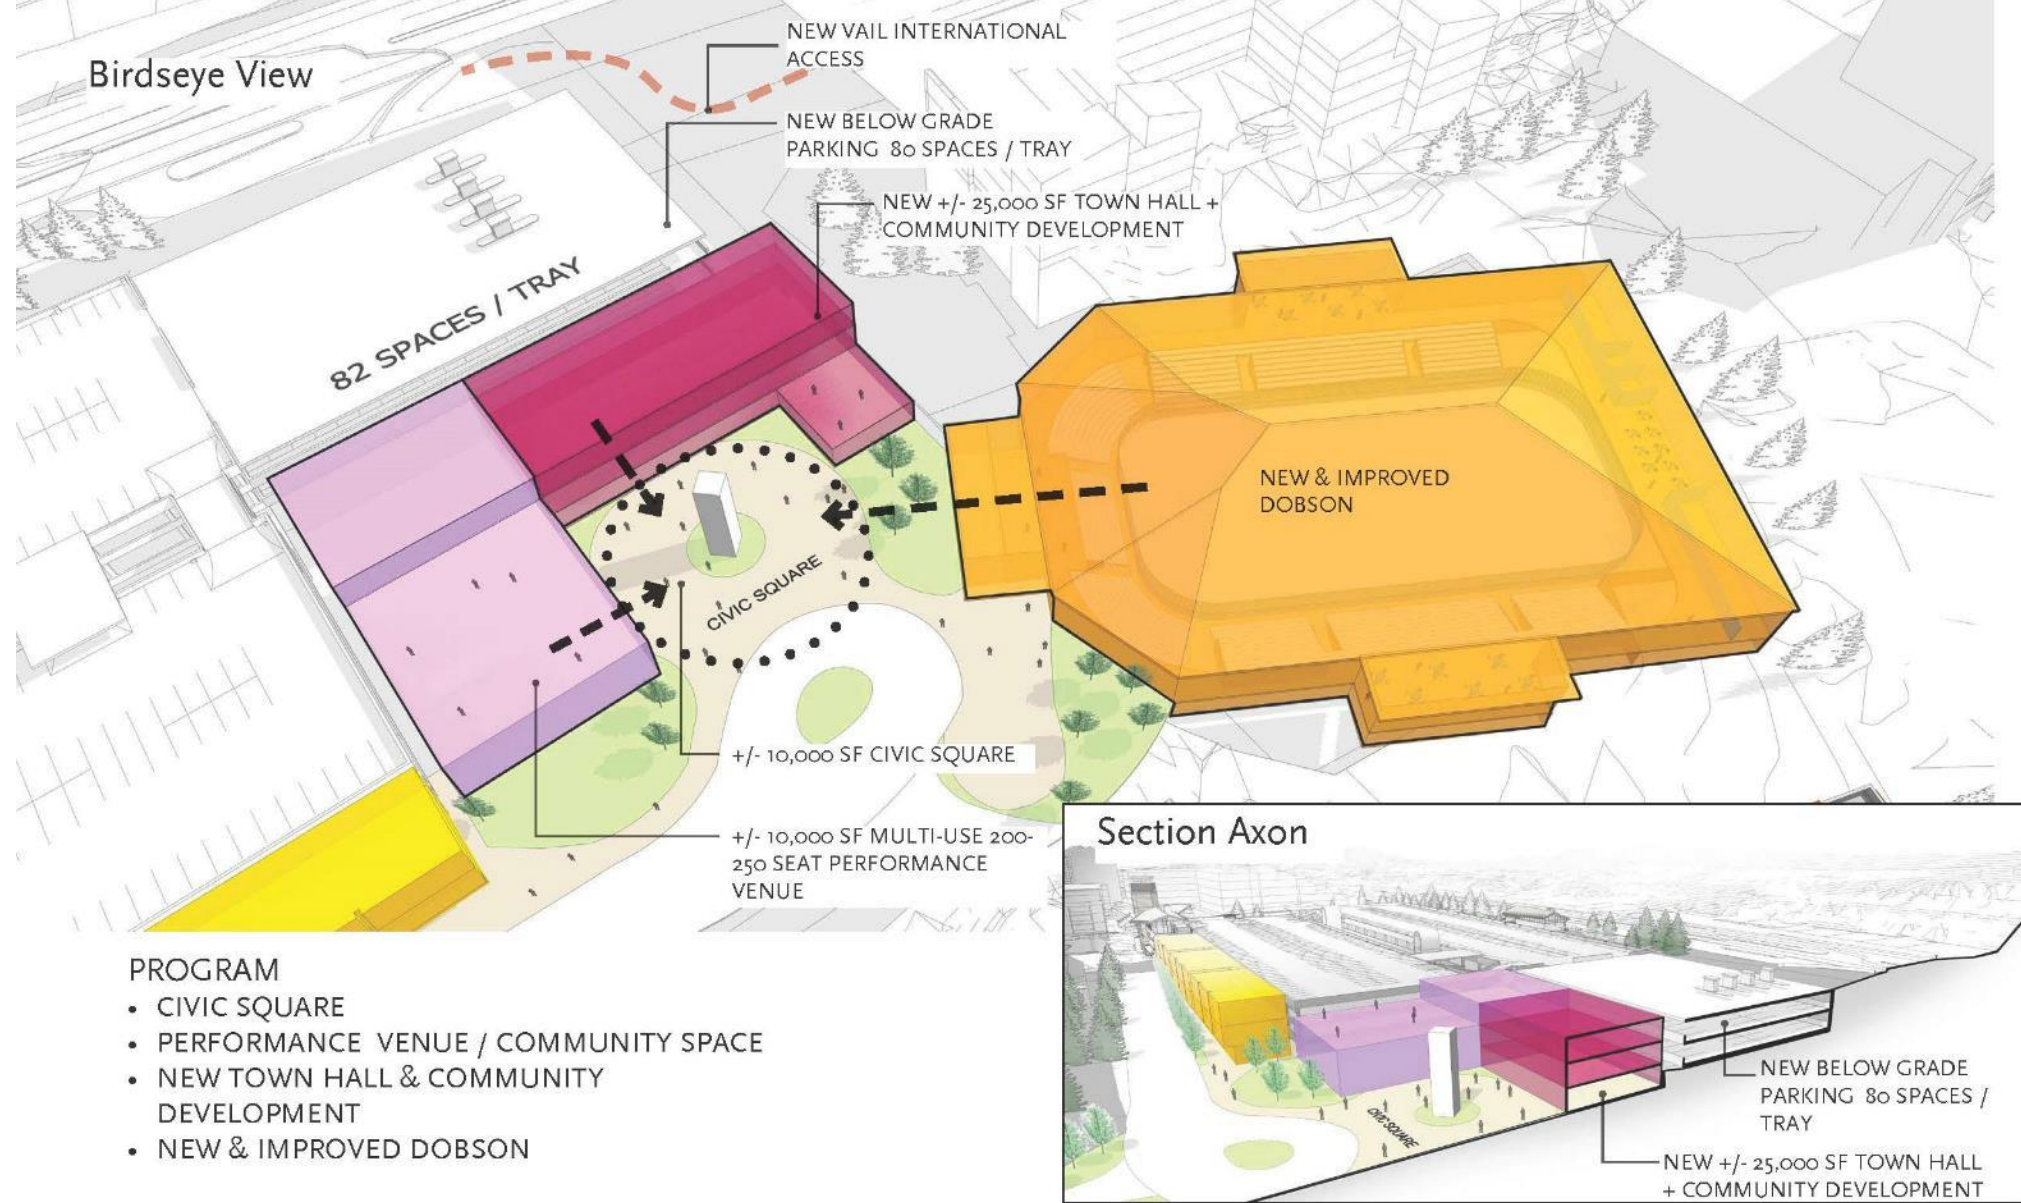 Birdseye View
NEW VAIL INTERNATIONAL
ACCESS
NEW BELOW GRADE
PARKING 80 SPACES / TRAY
NEW +/- 25,000 SF TOWN HALL +
COMMUNITY DEVELOPMENT
82 SPACES / TRAY
NEW & IMPROVED
DOBSON
CIVIC SQUARE
+/- 10,000 SF CIVIC SQUARE
+/- 10,000 SF MULTI-USE 200-
250 SEAT PERFORMANCE
VENUE
PROGRAM
• CIVIC SQUARE
• PERFORMANCE VENUE / COMMUNITY SPACE
• NEW TOWN HALL & COMMUNITY
DEVELOPMENT
• NEW & IMPROVED DOBSON
Section Axon
CIVIC SQUARE
NEW BELOW GRADE
PARKING 80 SPACES /
TRAY
NEW +/- 25,000 SF TOWN HALL
+ COMMUNITY DEVELOPMENT